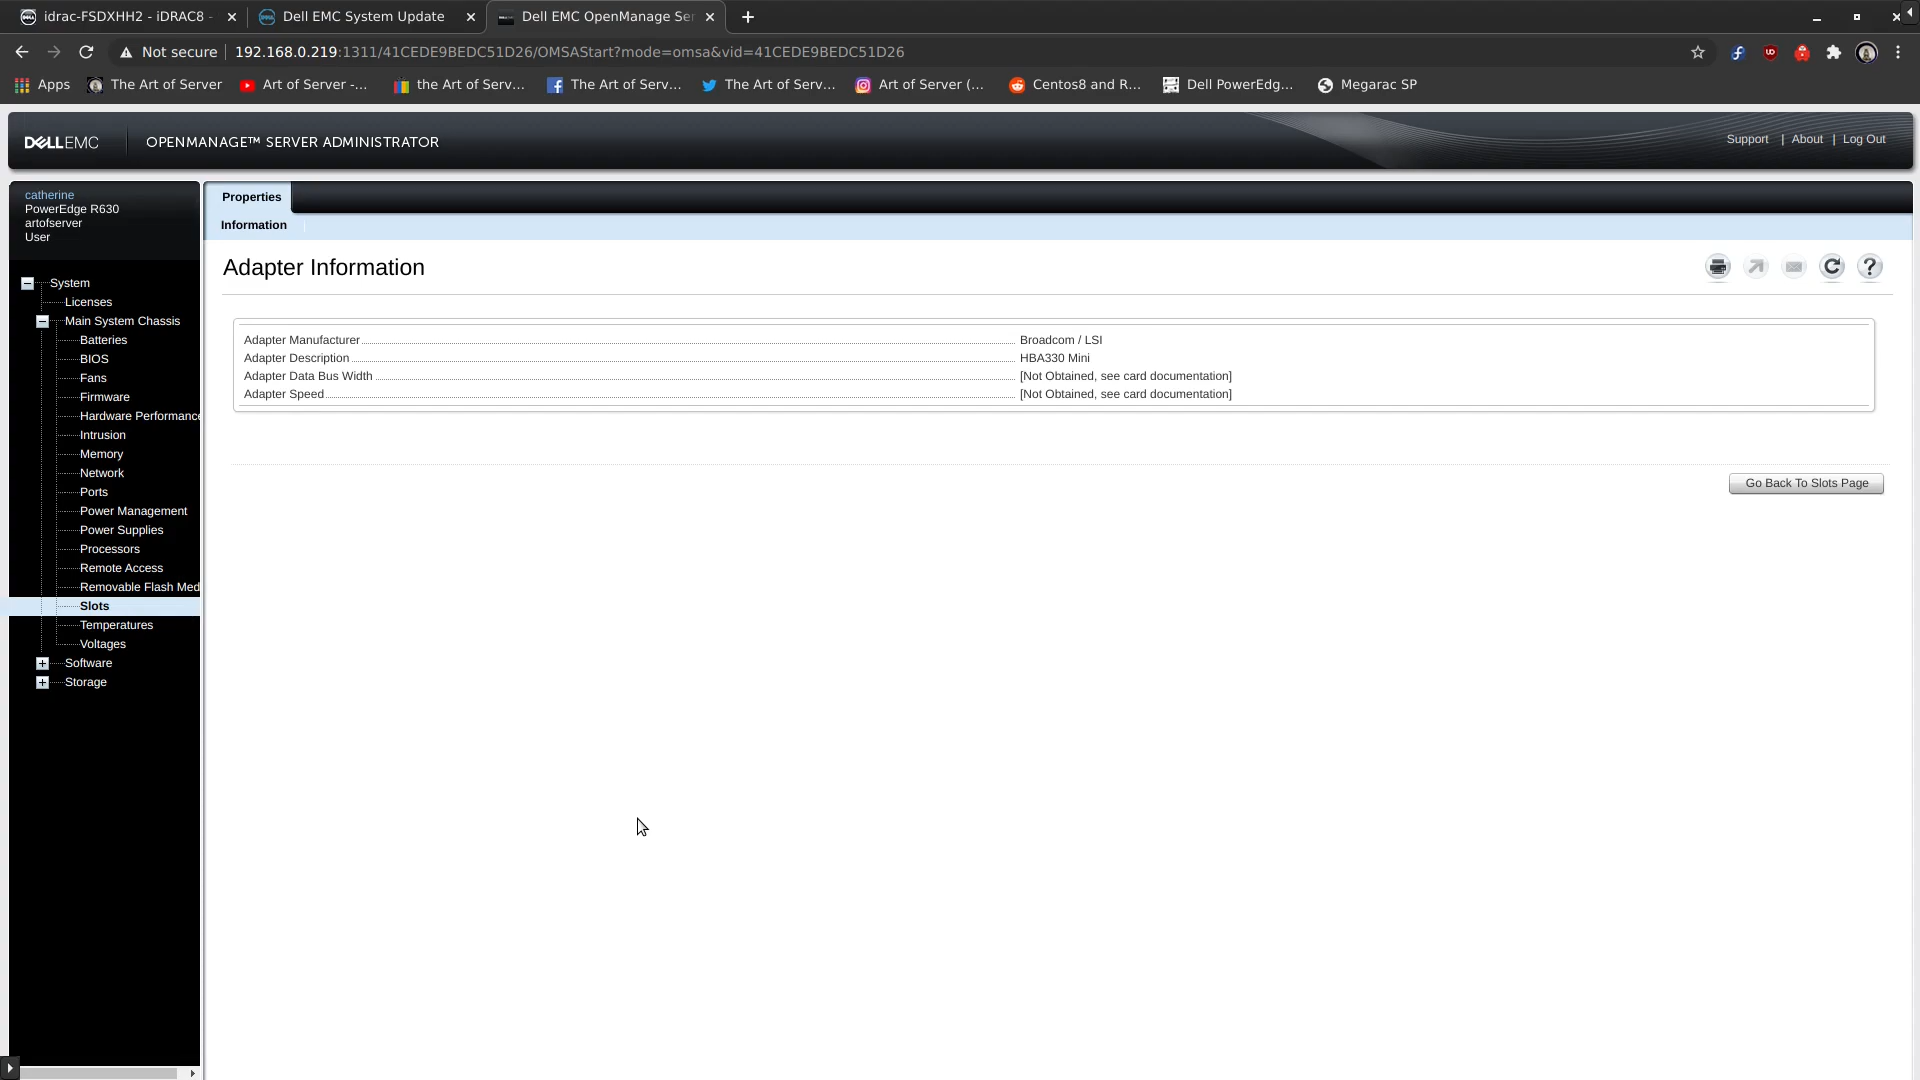 idrac-FSDXHH2 - iDRAC8 -
Dell EMC System Update
Dell EMC OpenManage Ser
Not secure
192.168.0.219:1311/41CEDE9BEDC51D26/OMSAStart?mode=omsa&vid=41CEDE9BEDC51D26
Apps
The Art of Server
Art of Server -...
the Art of Serv...
The Art of Serv...
The Art of Serv...
Art of Server (...
Centos8 and R...
Dell PowerEdg...
Megarac SP
DELLEMC
OPENMANAGE™ SERVER ADMINISTRATOR
Support | About | Log Out
catherine
PowerEdge R630
artofserver
User
System
Licenses
Main System Chassis
Batteries
BIOS
Fans
Firmware
Hardware Performance
Intrusion
Memory
Network
Ports
Power Management
Power Supplies
Processors
Remote Access
Removable Flash Med
Slots
Temperatures
Voltages
Software
Storage
Properties
Information
Adapter Information
Adapter Manufacturer Broadcom / LSI
Adapter Description HBA330 Mini
Adapter Data Bus Width [Not Obtained, see card documentation]
Adapter Speed [Not Obtained, see card documentation]
Go Back To Slots Page